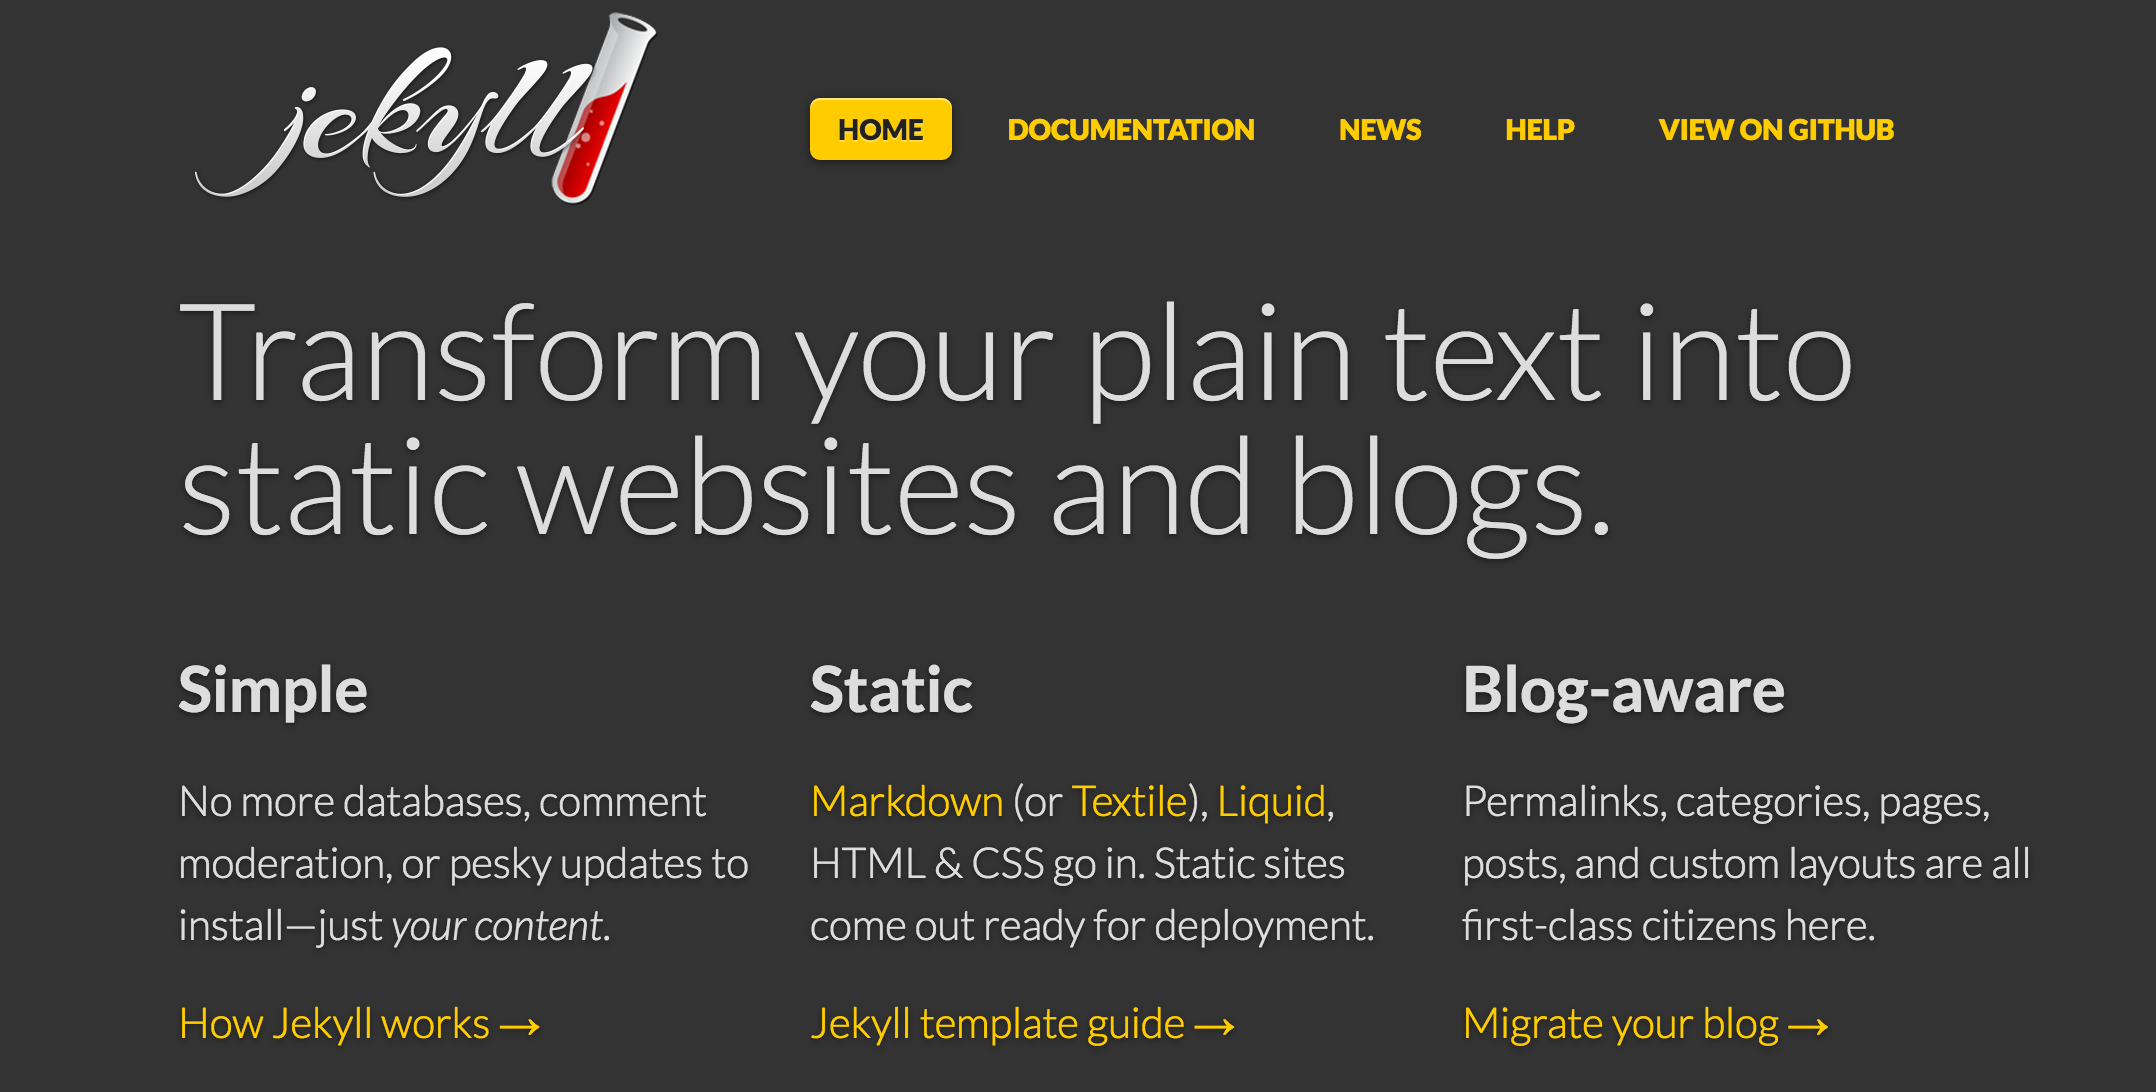 jekyll
HOME
DOCUMENTATION
NEWS
HELP
VIEW ON GITHUB
Transform your plain text into
static websites and blogs.
Simple
No more databases, comment
moderation, or pesky updates to
install—just your content.
How Jekyll works →
Static
Markdown (or Textile), Liquid,
HTML & CSS go in. Static sites
come out ready for deployment.
Jekyll template guide →
Blog-aware
Permalinks, categories, pages,
posts, and custom layouts are all
first-class citizens here.
Migrate your blog →